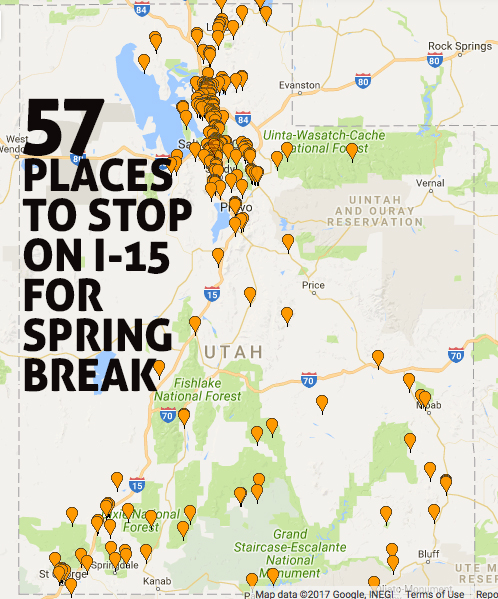 84
Rock Springs
80
Evanston
84
57
PLACES
TO STOP
ON I-15
FOR
SPRING
BREAK
West
Uinta-Wasatch-Cache
National Forest
80
Vernal
UINTAH
AND OURAY
RESERVATION
Provo
15
Price
UTAH
70
Fishlake
National Forest
70
70
Moab
15
Dixie National
Forest
Grand
Staircase-Escalante
National
Monument
Bluff
UTE M
RESE
St George
Springdale
Kanab
Map data ©2017 Google, INEGI
Terms of Use
Repo